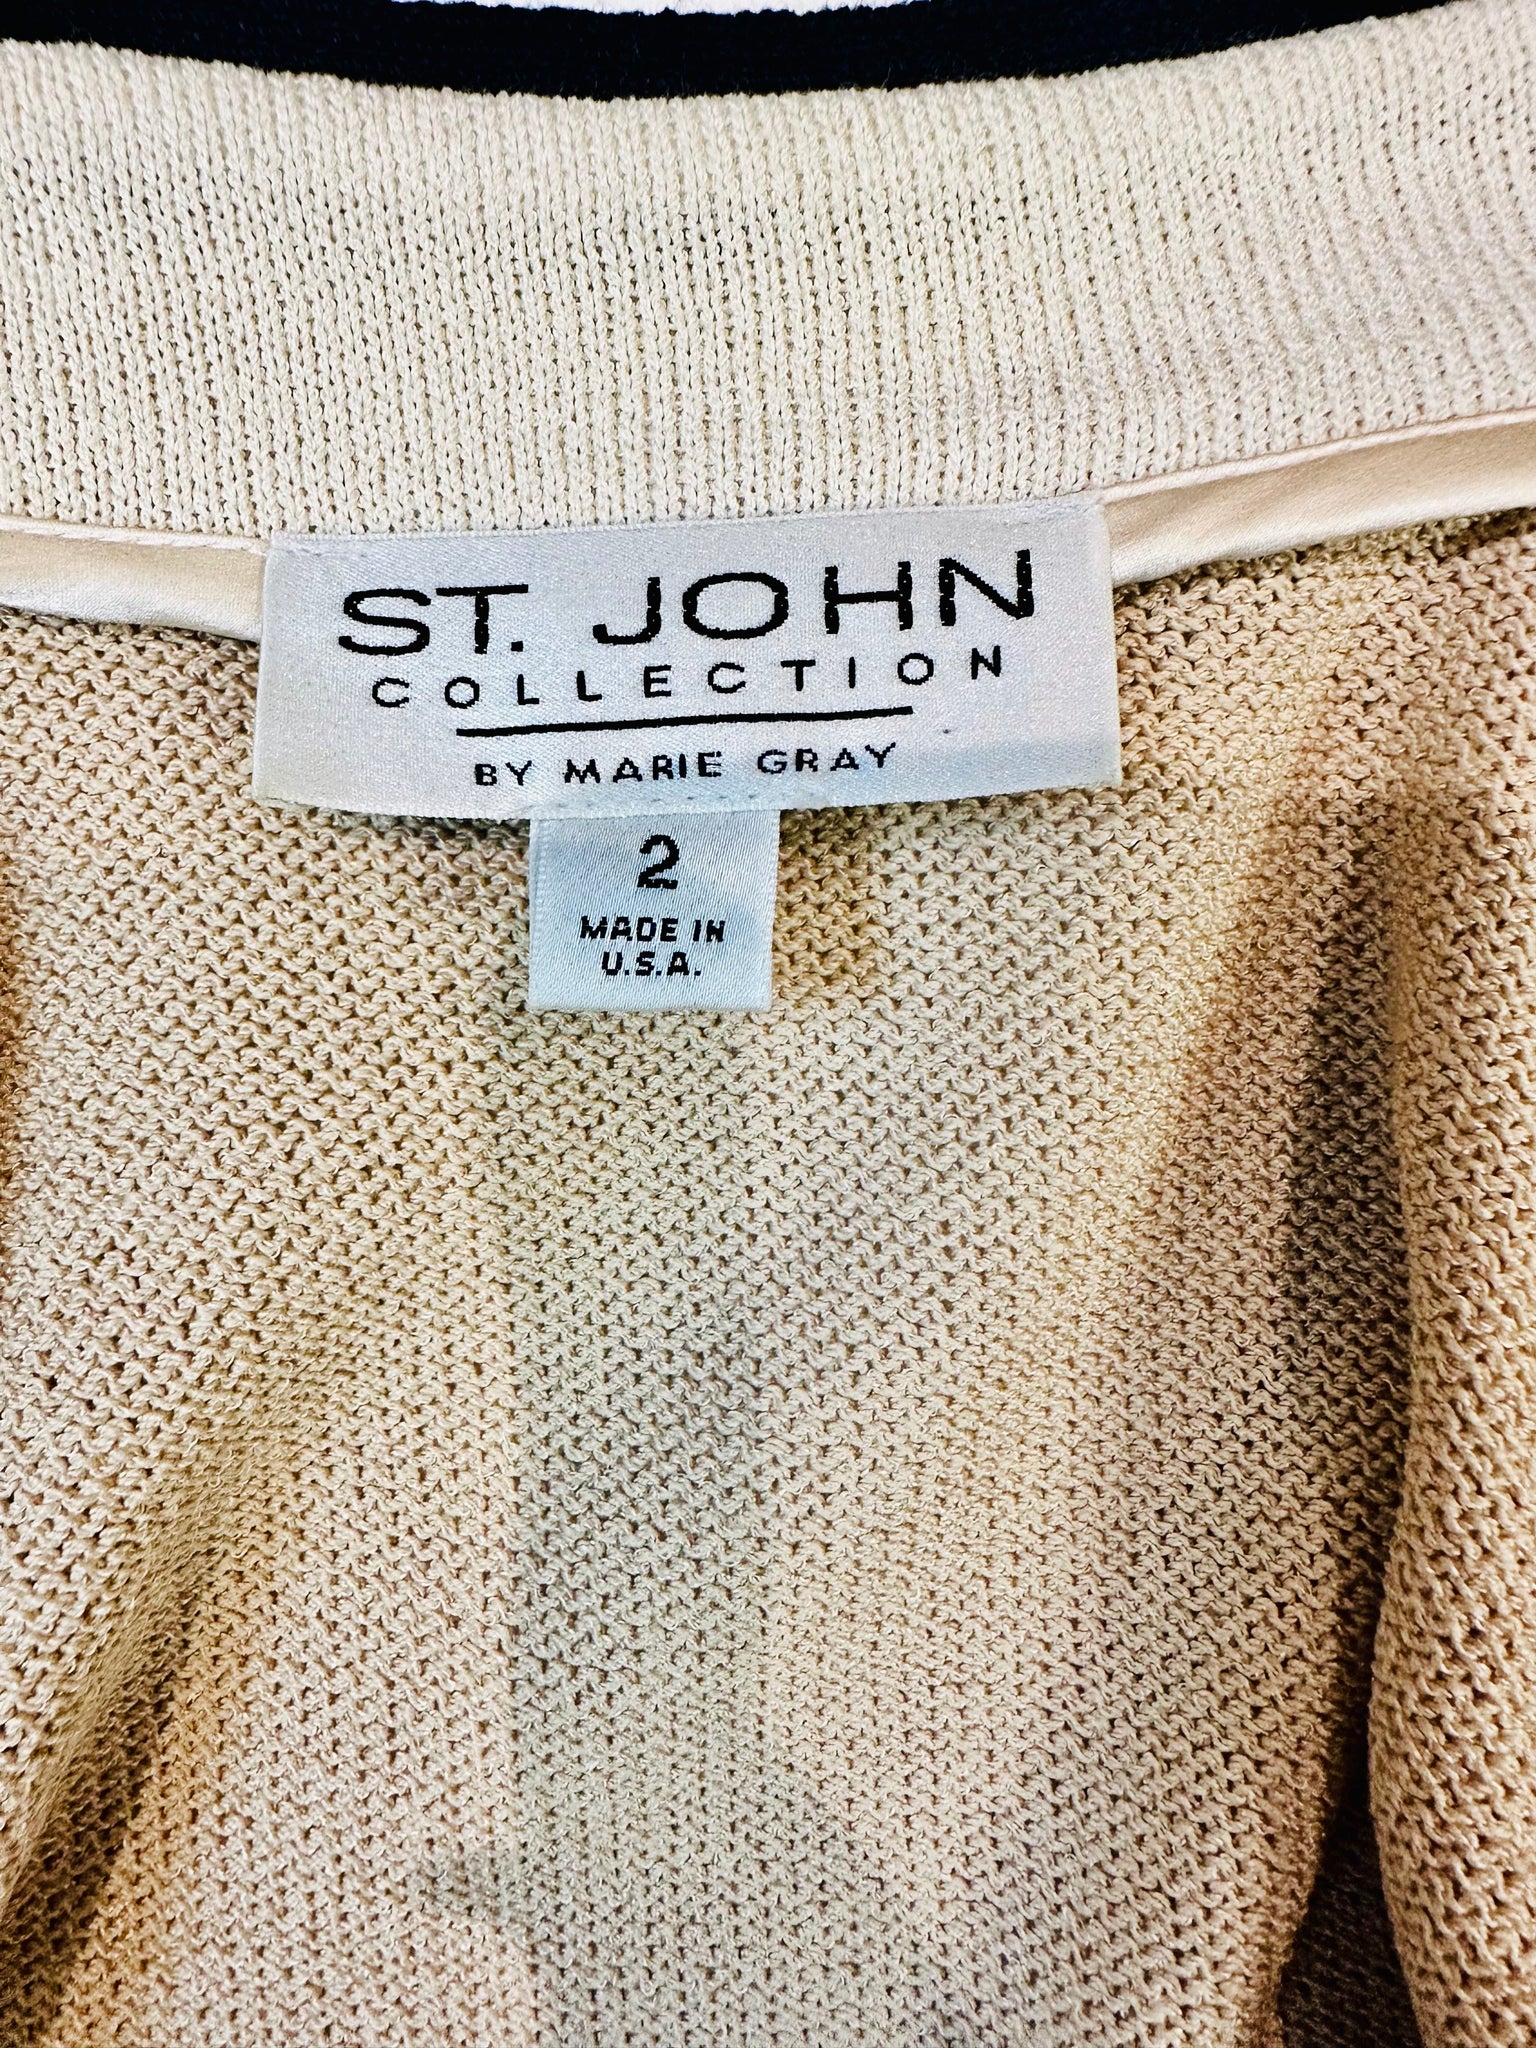 ST. JOHN
COLLECTION
BY MARIE GRAY
2
MADE IN
U.S.A.